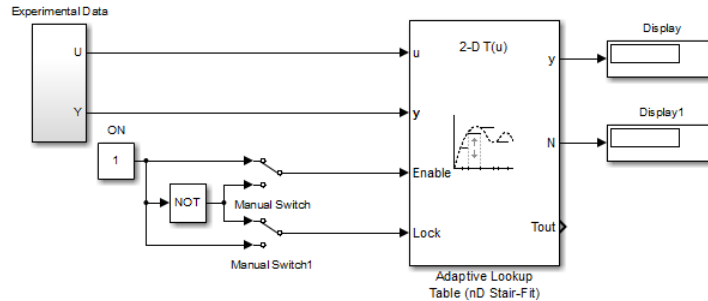 Experimental Data
U
Y
ON
1
NOT
Manual Switch
Manual Switch1
2-D T(u)
u
y
Enable
Lock
y
N
Tout
Adaptive Lookup
Table (nD Stair-Fit)
Display
Display1